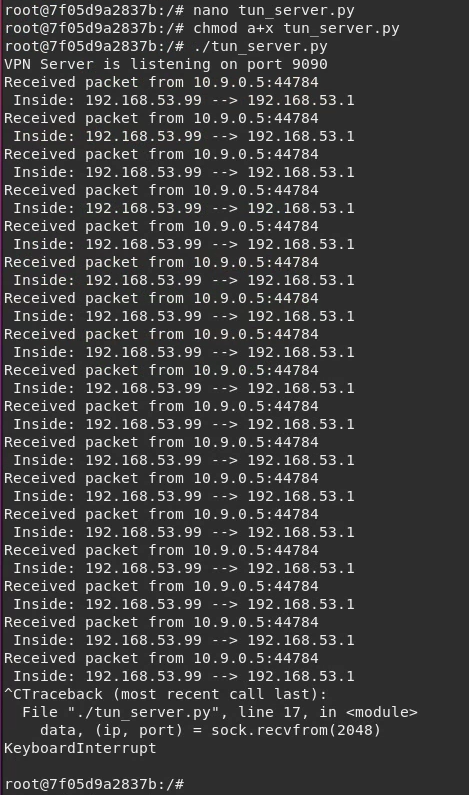 root@7f05d9a2837b:/# nano tun_server.py
root@7f05d9a2837b:/# chmod a+x tun_server.py
root@7f05d9a2837b:/# ./tun_server.py
VPN Server is listening on port 9090
Received packet from 10.9.0.5:44784
 Inside: 192.168.53.99 --> 192.168.53.1
Received packet from 10.9.0.5:44784
 Inside: 192.168.53.99 --> 192.168.53.1
Received packet from 10.9.0.5:44784
 Inside: 192.168.53.99 --> 192.168.53.1
Received packet from 10.9.0.5:44784
 Inside: 192.168.53.99 --> 192.168.53.1
Received packet from 10.9.0.5:44784
 Inside: 192.168.53.99 --> 192.168.53.1
Received packet from 10.9.0.5:44784
 Inside: 192.168.53.99 --> 192.168.53.1
Received packet from 10.9.0.5:44784
 Inside: 192.168.53.99 --> 192.168.53.1
Received packet from 10.9.0.5:44784
 Inside: 192.168.53.99 --> 192.168.53.1
Received packet from 10.9.0.5:44784
 Inside: 192.168.53.99 --> 192.168.53.1
Received packet from 10.9.0.5:44784
 Inside: 192.168.53.99 --> 192.168.53.1
Received packet from 10.9.0.5:44784
 Inside: 192.168.53.99 --> 192.168.53.1
Received packet from 10.9.0.5:44784
 Inside: 192.168.53.99 --> 192.168.53.1
Received packet from 10.9.0.5:44784
 Inside: 192.168.53.99 --> 192.168.53.1
Received packet from 10.9.0.5:44784
 Inside: 192.168.53.99 --> 192.168.53.1
Received packet from 10.9.0.5:44784
 Inside: 192.168.53.99 --> 192.168.53.1
Received packet from 10.9.0.5:44784
 Inside: 192.168.53.99 --> 192.168.53.1
Received packet from 10.9.0.5:44784
 Inside: 192.168.53.99 --> 192.168.53.1
^CTraceback (most recent call last):
  File "./tun_server.py", line 17, in <module>
    data, (ip, port) = sock.recvfrom(2048)
KeyboardInterrupt

root@7f05d9a2837b:/#